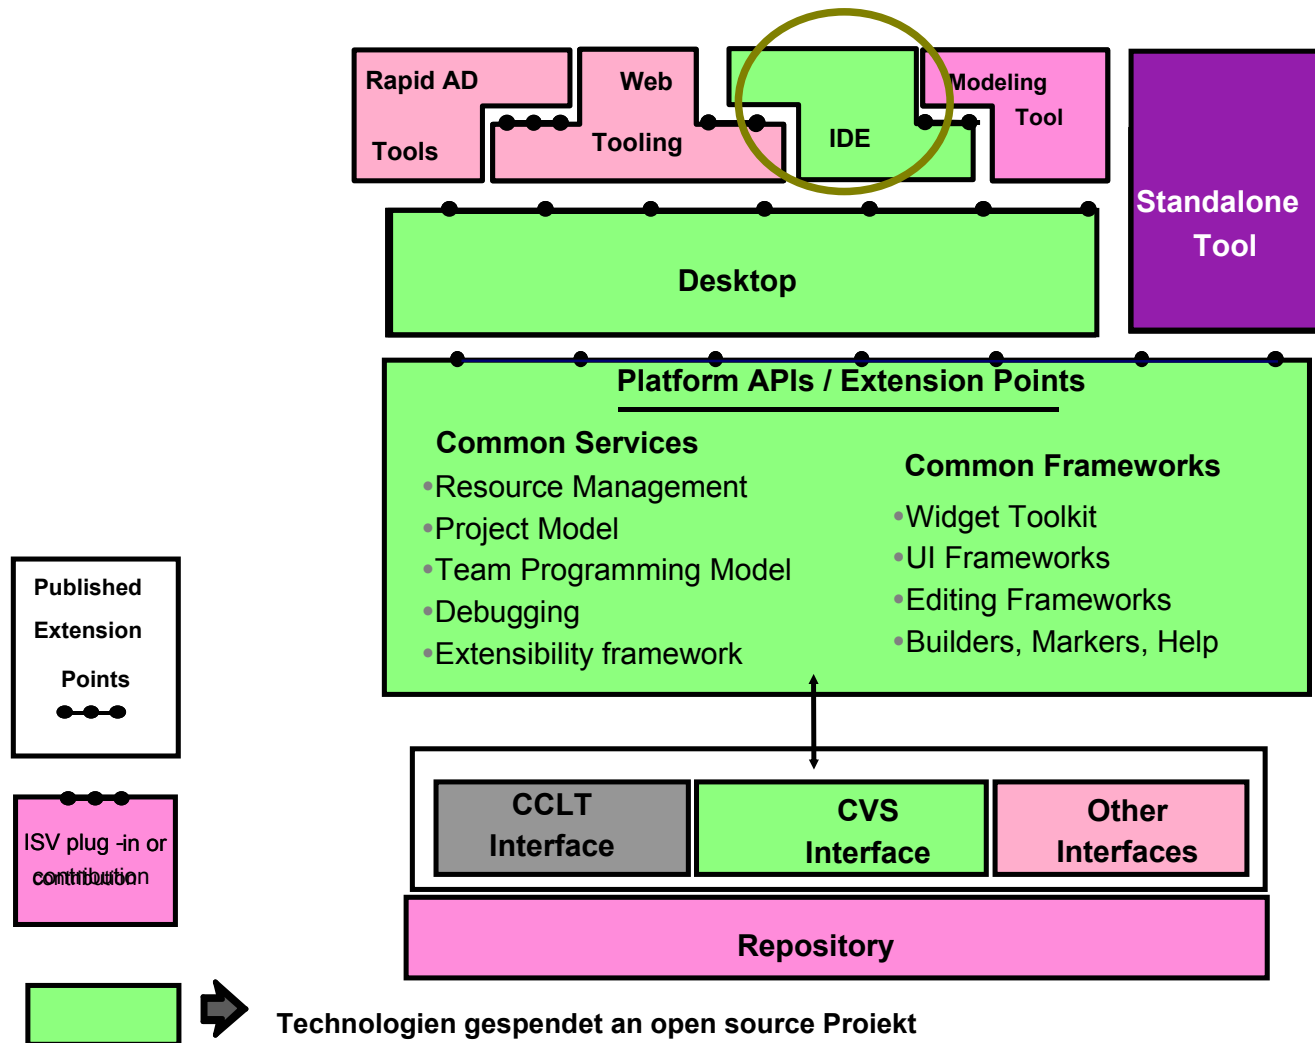 Rapid AD
Tools
Web
Tooling
IDE
Modeling
Tool
Standalone
Tool
Desktop
Platform APIs / Extension Points
Common Services
•Resource Management
•Project Model
•Team Programming Model
•Debugging
•Extensibility framework
Common Frameworks
•Widget Toolkit
•UI Frameworks
•Editing Frameworks
•Builders, Markers, Help
Published
Extension
Points
ISV plug -in or
contribution
CCLT
Interface
CVS
Interface
Other
Interfaces
Repository
Technologien gespendet an open source Proiekt